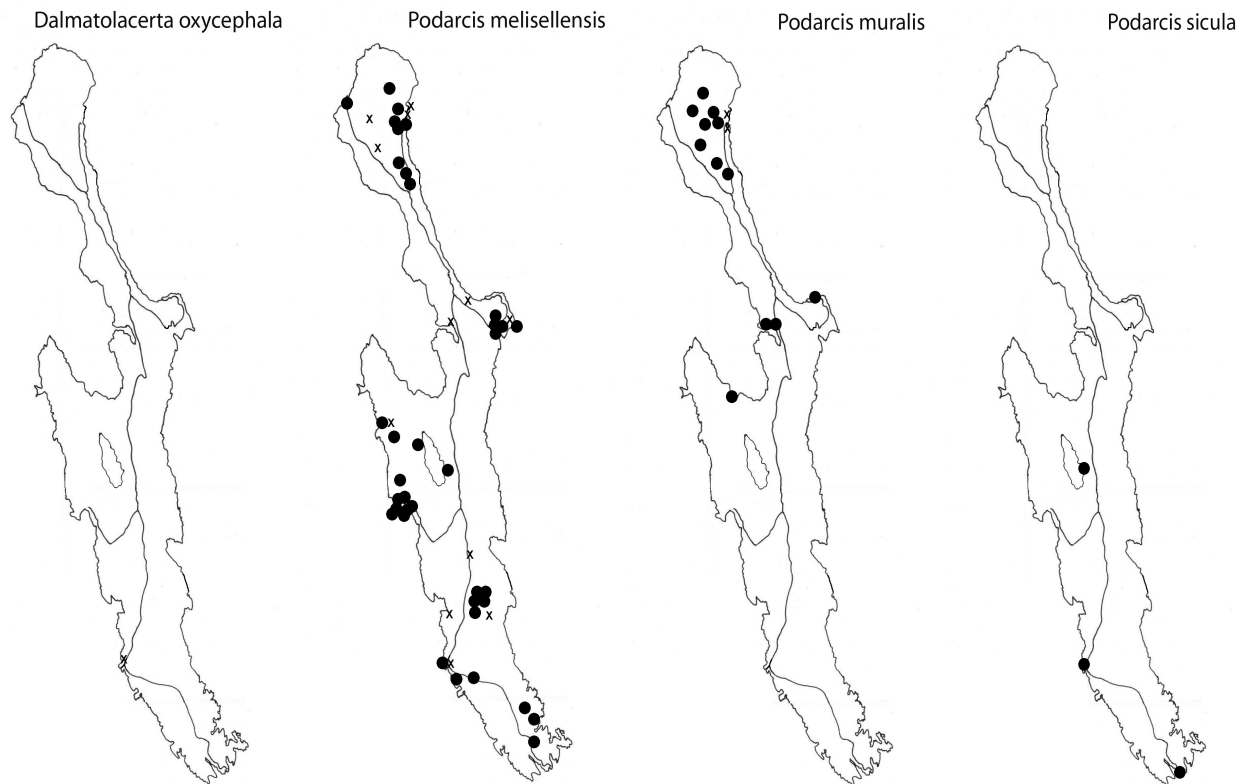 Dalmatolacerta oxycephala
Podarcis melisellensis
Podarcis muralis
Podarcis sicula